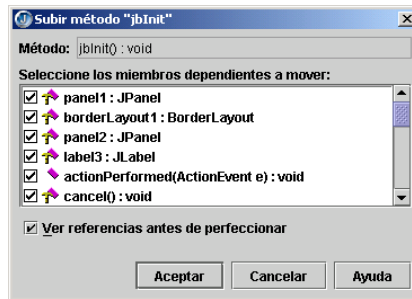 Subir método "jbInit"
Método: jbInit() : void
Seleccione los miembros dependientes a mover:
panel1 : JPanel
borderLayout1 : BorderLayout
panel2 : JPanel
label3 : JLabel
actionPerformed(ActionEvent e) : void
cancel() : void
Ver referencias antes de perfeccionar
Aceptar Cancelar Ayuda